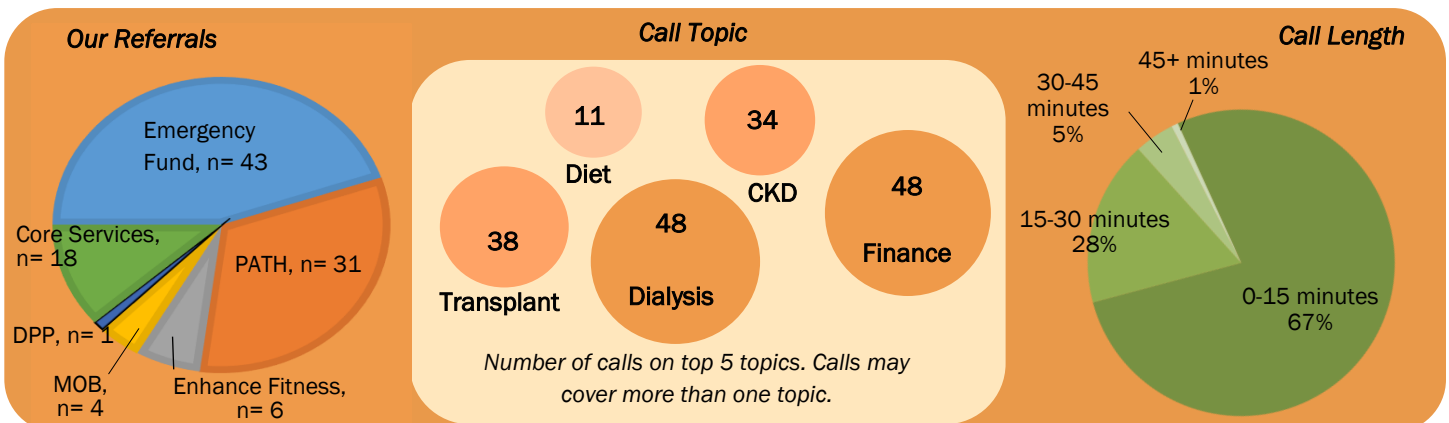 Our Referrals
Emergency
Fund, n= 43
PATH, n= 31
Core Services,
n= 18
DPP, n= 1
MOB,
n= 4
Enhance Fitness,
n= 6
Call Topic
11
Diet
34
CKD
48
Finance
38
Transplant
48
Dialysis
Number of calls on top 5 topics. Calls may
cover more than one topic.
Call Length
45+ minutes
1%
30-45
minutes
5%
15-30 minutes
28%
0-15 minutes
67%